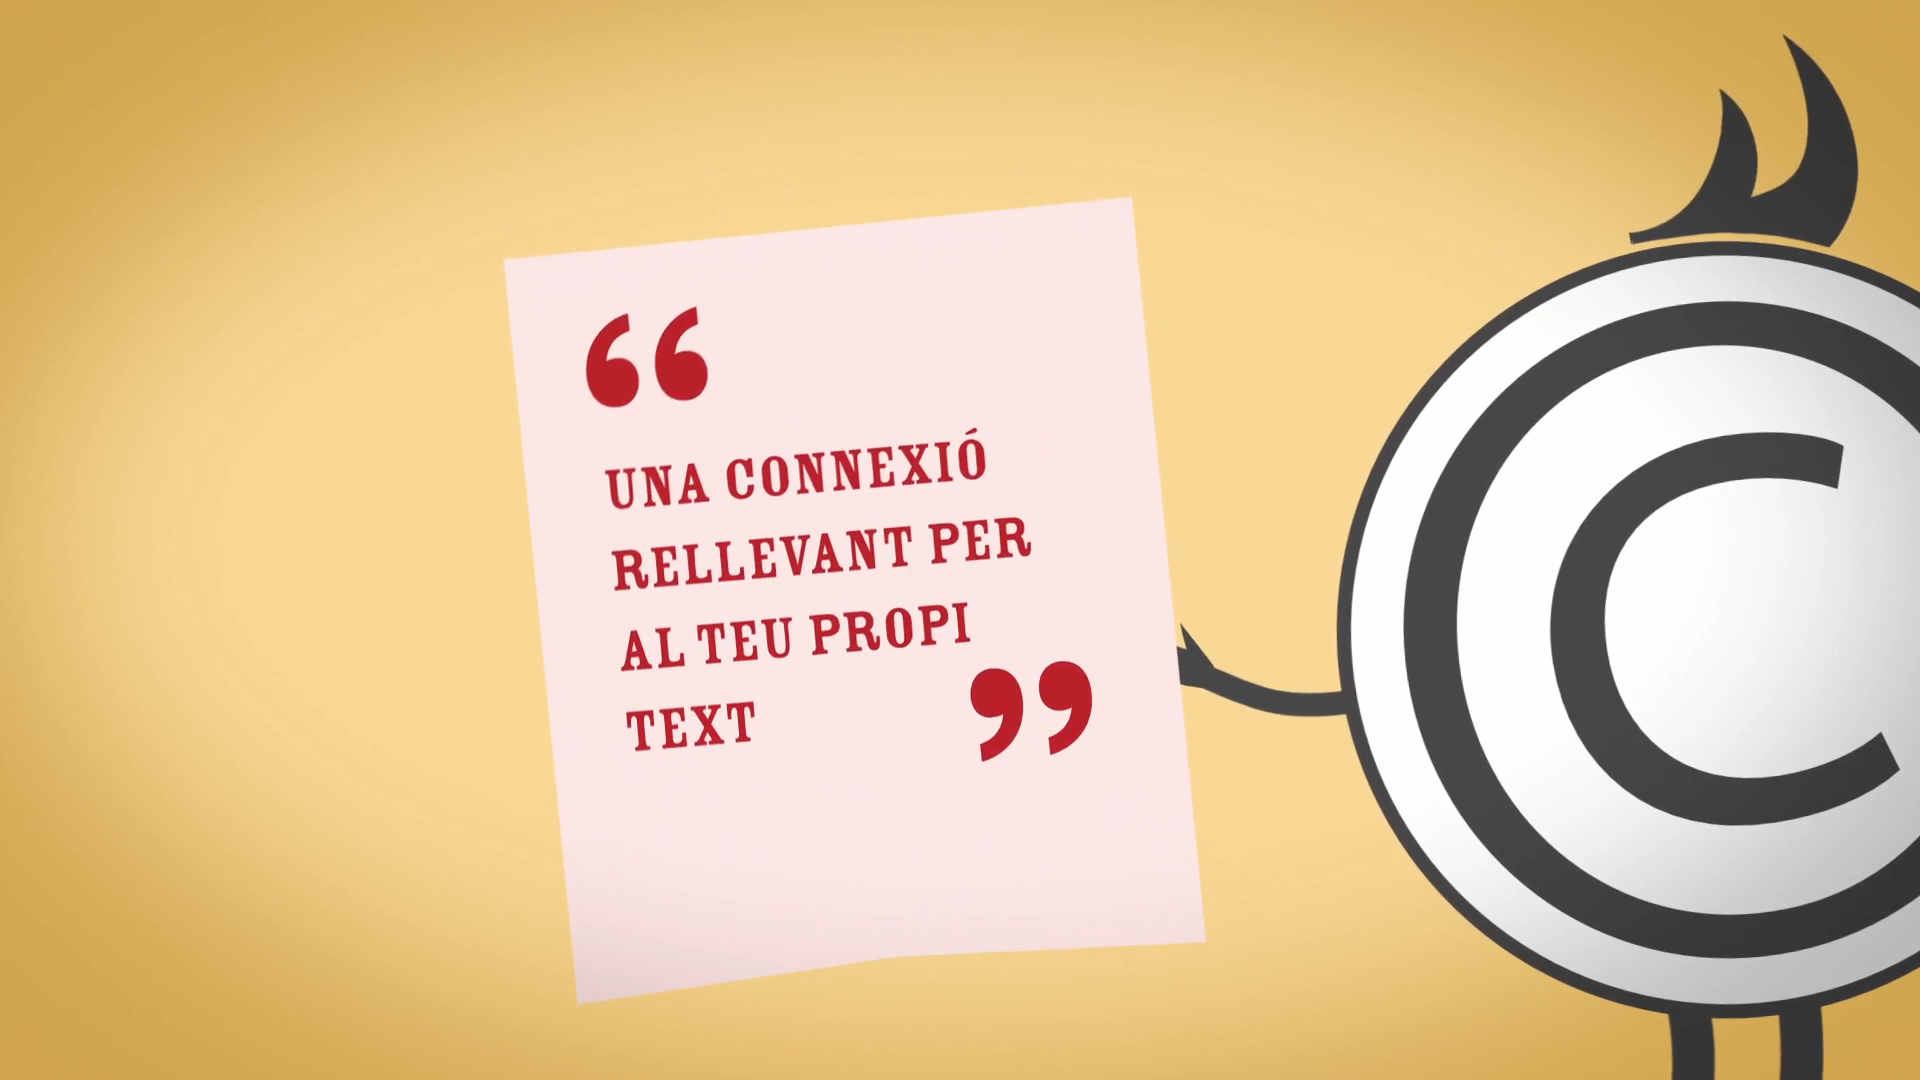 “
UNA CONNEXIÓ
RELLEVANT PER
AL TEU PROPI
TEXT ”
©